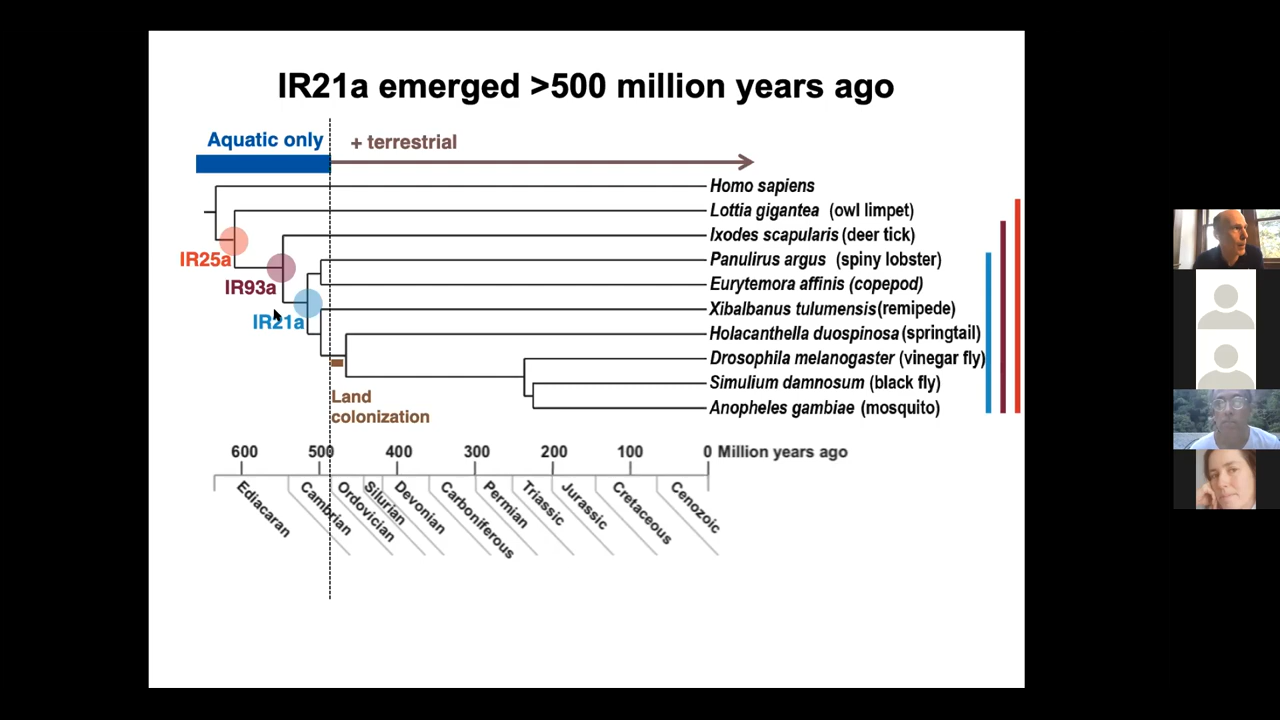 IR21a emerged >500 million years ago
Aquatic only
+ terrestrial
Homo sapiens
Lottia gigantea (owl limpet)
Ixodes scapularis (deer tick)
Panulirus argus (spiny lobster)
Eurytemora affinis (copepod)
Xibalbanus tulumensis (remipede)
Holacanthella duospinosa (springtail)
Drosophila melanogaster (vinegar fly)
Simulium damnosum (black fly)
Anopheles gambiae (mosquito)
IR25a
IR93a
IR21a
Land
colonization
600 500 400 300 200 100 0 Million years ago
Ediacaran
Cambrian
Ordovician
Silurian
Devonian
Carboniferous
Permian
Triassic
Jurassic
Cretaceous
Cenozoic